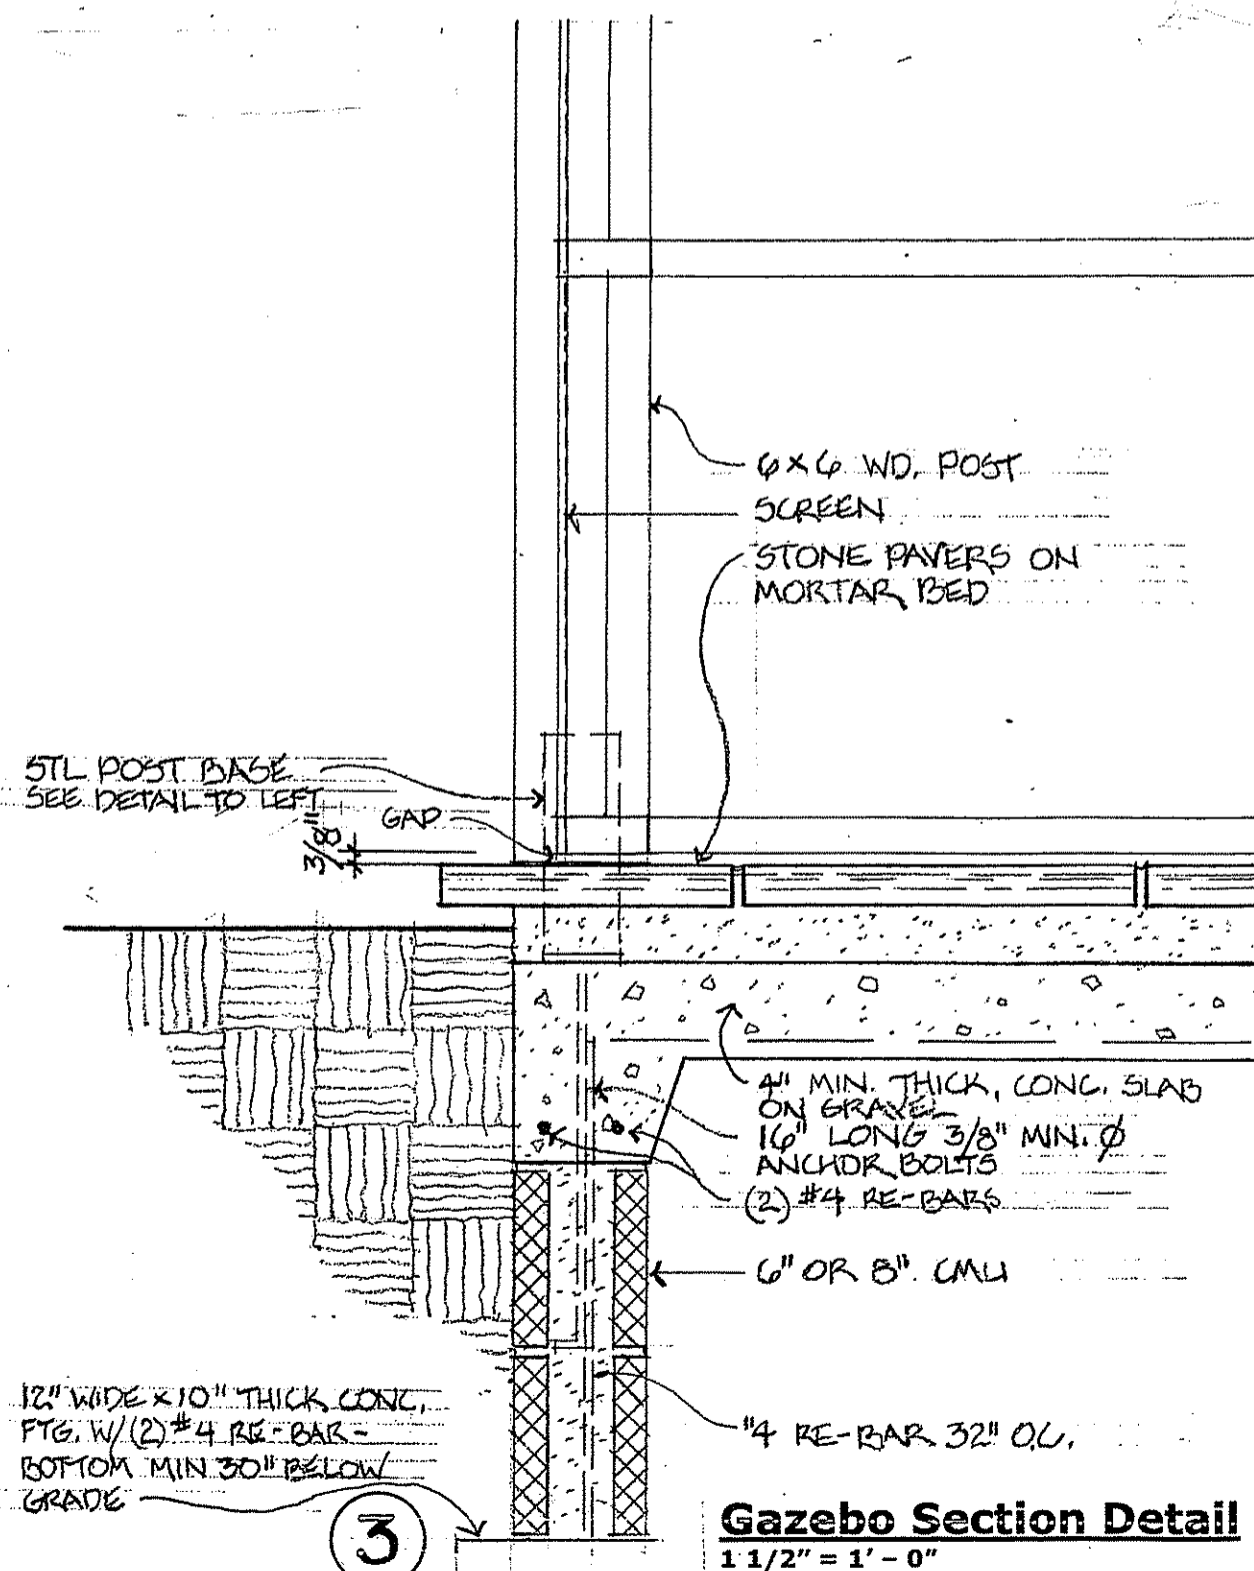 6 X 6 WD. POST
SCREEN
STONE PAVERS ON
MORTAR BED
STL POST BASE
SEE DETAIL TO LEFT
GAP
3/8"
4" MIN. THICK, CONC. SLAB
ON GRAVEL
16" LONG 3/8" MIN. Ø
ANCHOR BOLTS
(2) #4 RE-BARS
6" OR 8". CMU
12" WIDE x 10" THICK CONC.
FTG. W/ (2) #4 RE-BAR -
BOTTOM MIN 30" BELOW
GRADE
"4 RE-BAR 32" O.C.
3
Gazebo Section Detail
1 1/2" = 1' - 0"